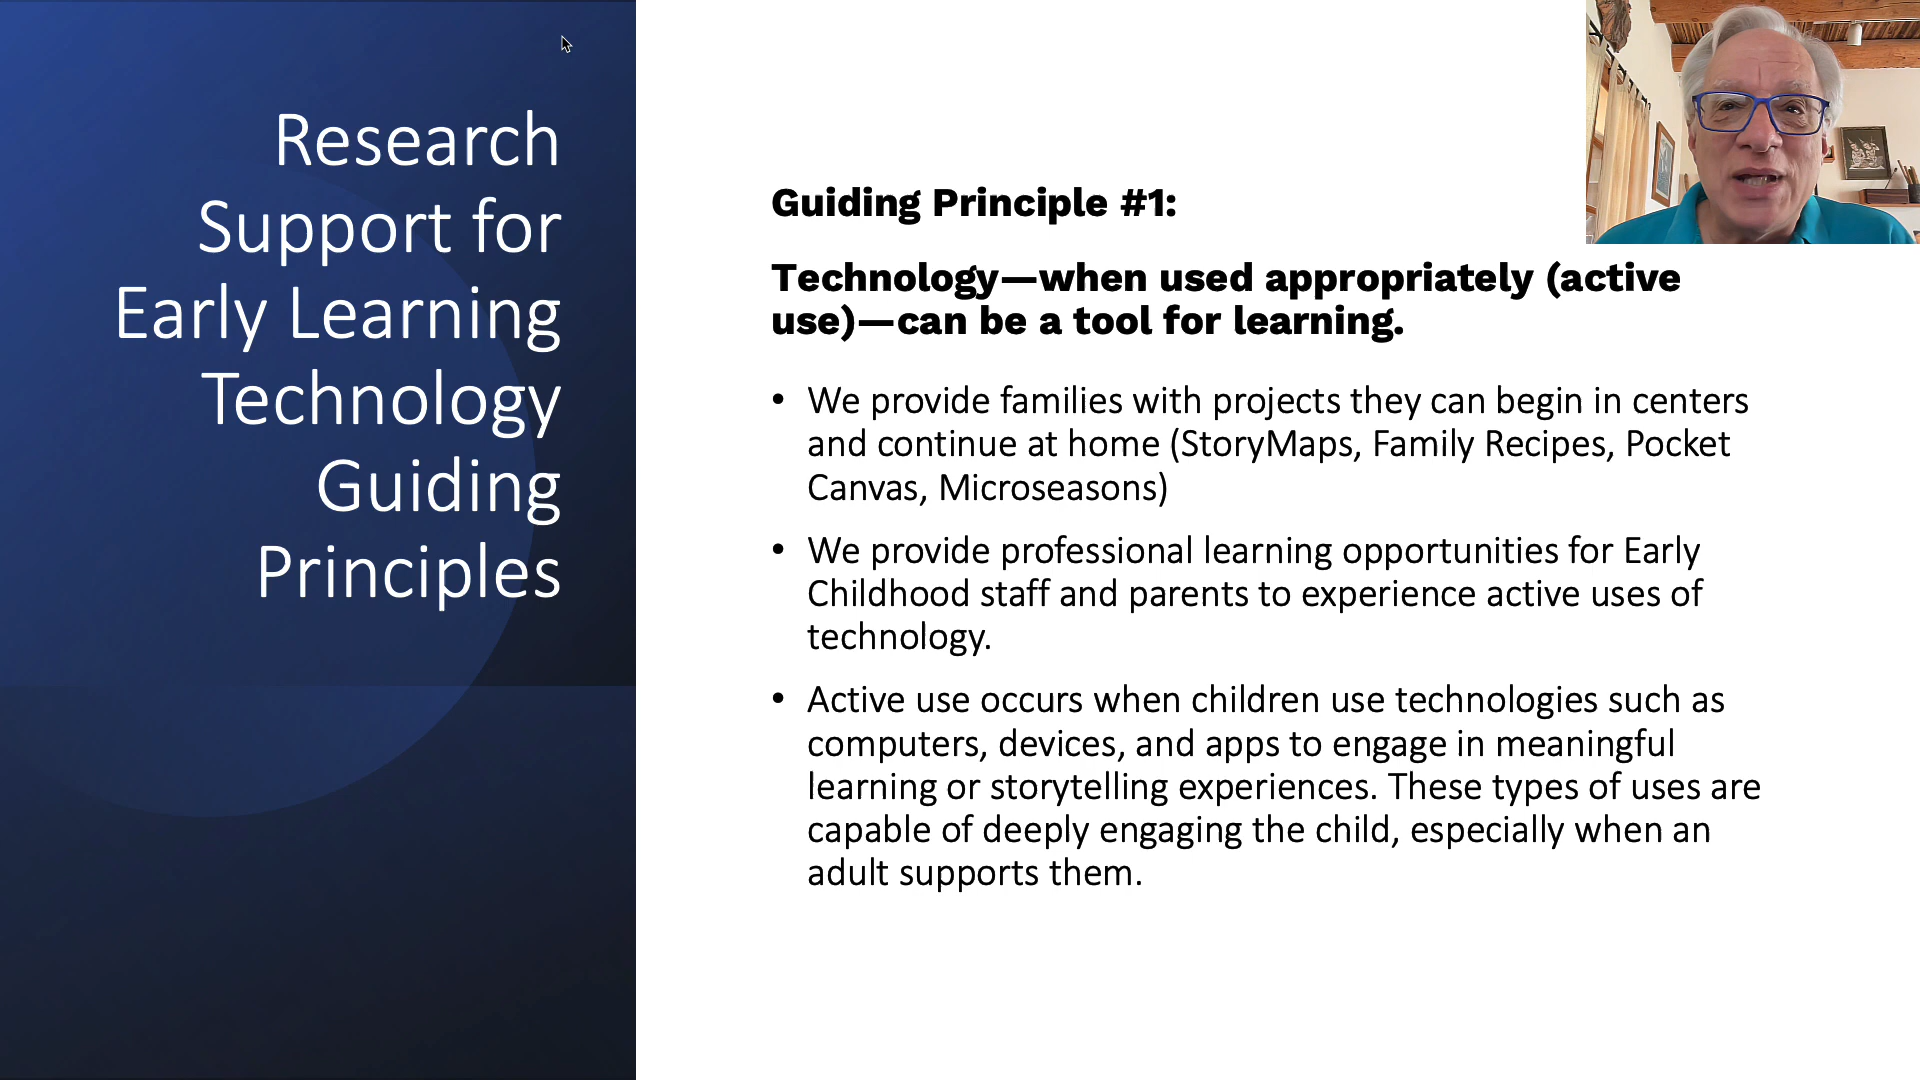 Research
Support for
Early Learning
Technology
Guiding
Principles
Guiding Principle #1:
Technology—when used appropriately (active
use)—can be a tool for learning.
• We provide families with projects they can begin in centers
and continue at home (StoryMaps, Family Recipes, Pocket
Canvas, Microseasons)
• We provide professional learning opportunities for Early
Childhood staff and parents to experience active uses of
technology.
• Active use occurs when children use technologies such as
computers, devices, and apps to engage in meaningful
learning or storytelling experiences. These types of uses are
capable of deeply engaging the child, especially when an
adult supports them.